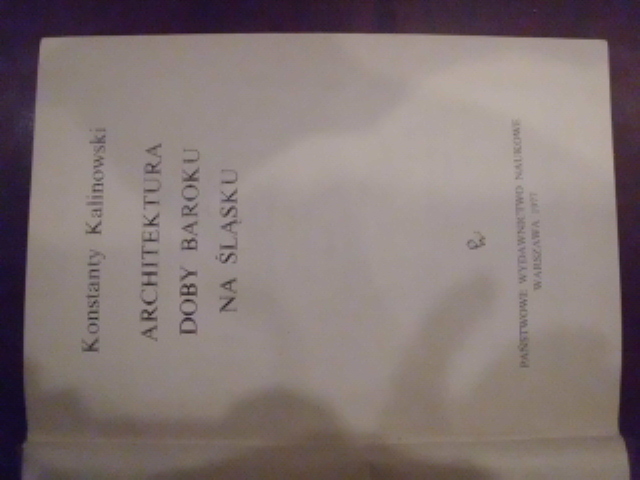 Konstanty Kalinowski
ARCHITEKTURA
DOBY BAROKU
NA ŚLĄSKU
PAŃSTWOWE WYDAWNICTWO NAUKOWE
WARSZAWA 1977